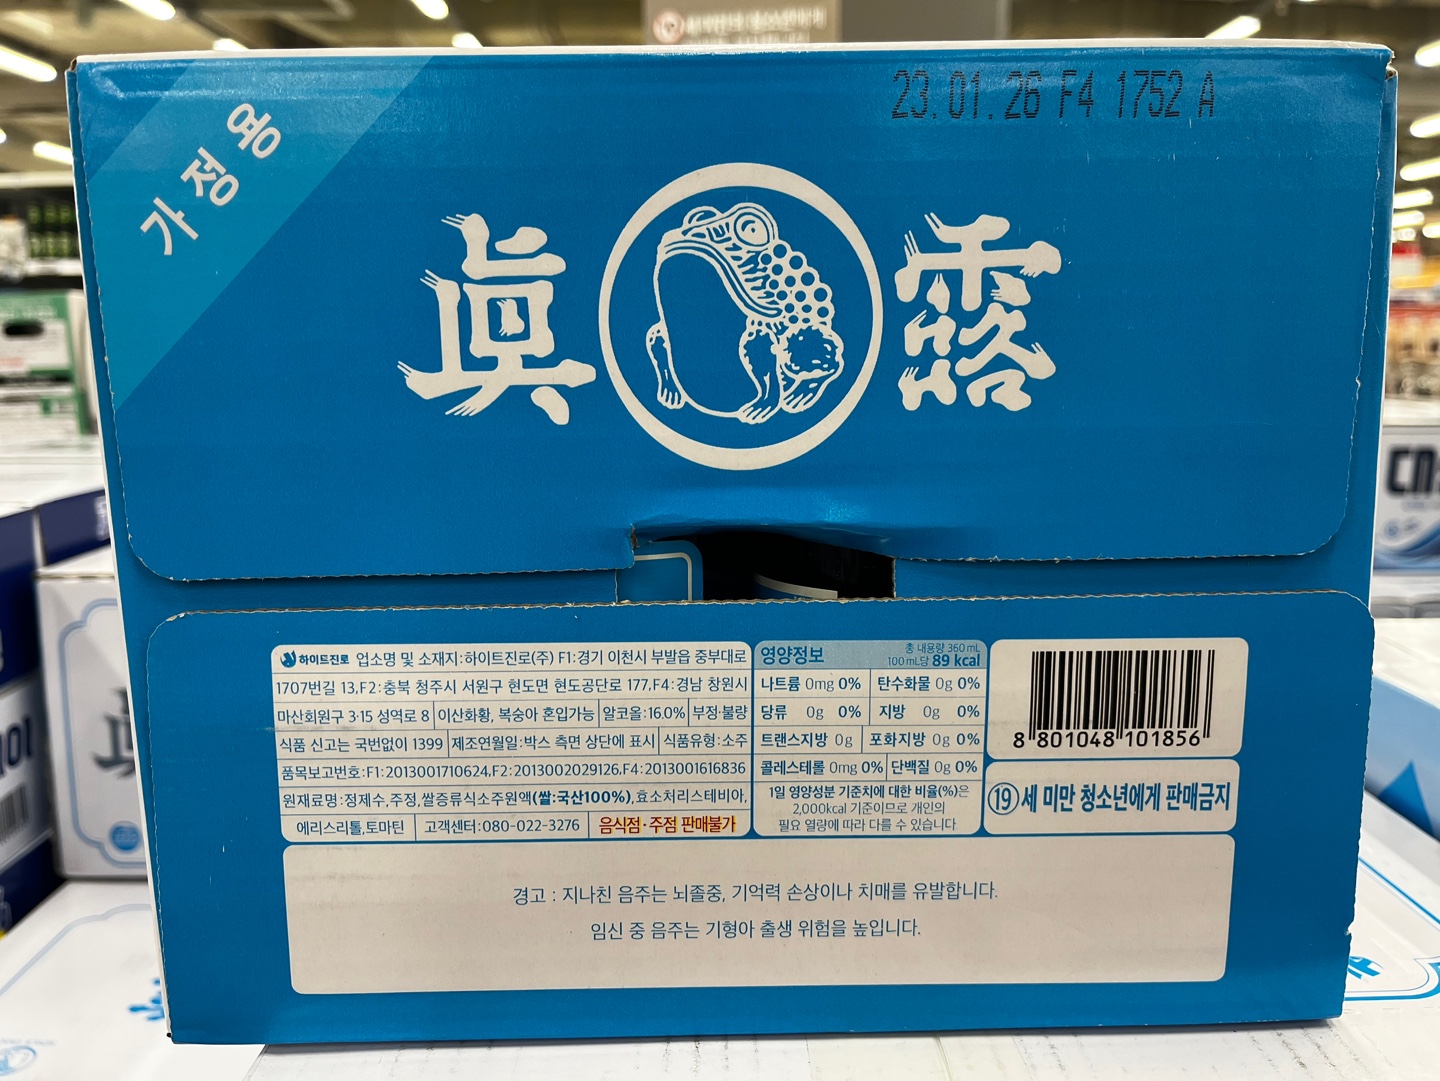 23.01.26 F4 1752 A
가정용
眞露
하이트진로 업소명 및 소재지:하이트진로(주) F1:경기 이천시 부발읍 중부대로
1707번길 13,F2:충북 청주시 서원구 현도면 현도공단로 177,F4:경남 창원시
마산회원구 3·15 성역로 8 이산화황, 복숭아 혼입가능 알코올:16.0% 부정·불량
식품 신고는 국번없이 1399 제조연월일:박스 측면 상단에 표시 식품유형:소주
품목보고번호:F1:2013001710624,F2:2013002029126,F4:2013001616836
원재료명:정제수,주정,쌀증류식소주원액(쌀:국산100%),효소처리스테비아,
에리스리톨,토마틴 고객센터:080-022-3276 음식점·주점 판매불가
영양정보 총 내용량 360 mL
100 mL당 89 kcal
나트륨 0mg 0% 탄수화물 0g 0%
당류 0g 0% 지방 0g 0%
트랜스지방 0g 포화지방 0g 0%
콜레스테롤 0mg 0% 단백질 0g 0%
1일 영양성분 기준치에 대한 비율(%)은
2,000kcal 기준이므로 개인의
필요 열량에 따라 다를 수 있습니다
8 801048 101856
19세 미만 청소년에게 판매금지
경고 : 지나친 음주는 뇌졸중, 기억력 손상이나 치매를 유발합니다.
임신 중 음주는 기형아 출생 위험을 높입니다.